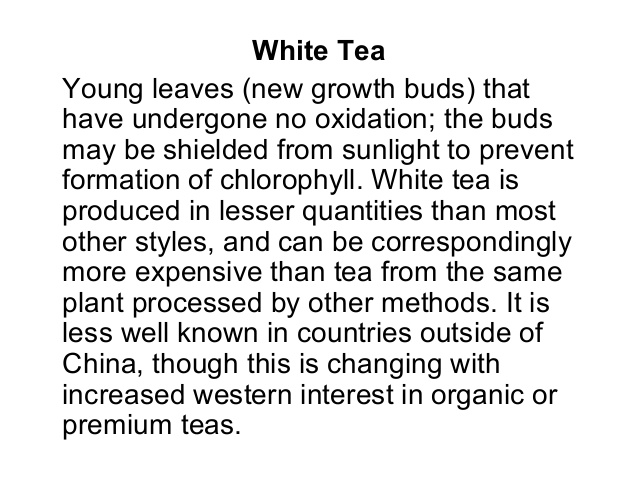 White Tea
Young leaves (new growth buds) that
have undergone no oxidation; the buds
may be shielded from sunlight to prevent
formation of chlorophyll. White tea is
produced in lesser quantities than most
other styles, and can be correspondingly
more expensive than tea from the same
plant processed by other methods. It is
less well known in countries outside of
China, though this is changing with
increased western interest in organic or
premium teas.